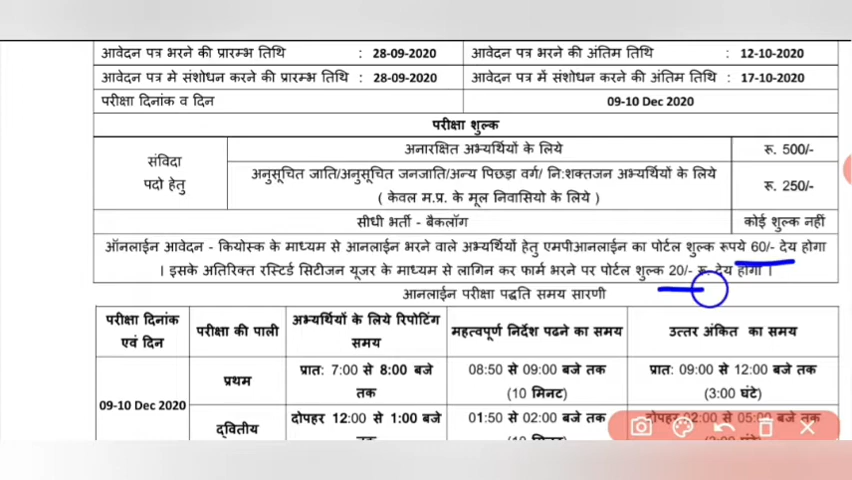 आवेदन पत्र भरने की प्रारम्भ तिथि : 28-09-2020 आवेदन पत्र भरने की अंतिम तिथि : 12-10-2020
आवेदन पत्र मे संशोधन करने की प्रारम्भ तिथि : 28-09-2020 आवेदन पत्र में संशोधन करने की अंतिम तिथि : 17-10-2020
परीक्षा दिनांक व दिन 09-10 Dec 2020
परीक्षा शुल्क
संविदा
पदो हेतु
अनारक्षित अभ्यर्थियों के लिये रू. 500/-
अनुसूचित जाति/अनुसूचित जनजाति/अन्य पिछड़ा वर्ग/ नि:शक्तजन अभ्यर्थियों के लिये
( केवल म.प्र. के मूल निवासियो के लिये )
रू. 250/-
सीधी भर्ती - बैकलॉग कोई शुल्क नहीं
ऑनलाईन आवेदन - कियोस्क के माध्यम से आनलाईन भरने वाले अभ्यर्थियों हेतु एमपीआनलाईन का पोर्टल शुल्क रूपये 60/- देय होगा
। इसके अतिरिक्त रस्टिर्ड सिटीजन यूजर के माध्यम से लागिन कर फार्म भरने पर पोर्टल शुल्क 20/- रू. देय होगा ।
आनलाईन परीक्षा पद्धति समय सारणी
परीक्षा दिनांक
एवं दिन
परीक्षा की पाली
अभ्यर्थियों के लिये रिपोर्टिंग
समय
महत्वपूर्ण निर्देश पढने का समय
उत्तर अंकित का समय
09-10 Dec 2020
प्रथम
प्रात: 7:00 से 8:00 बजे
तक
08:50 से 09:00 बजे तक
(10 मिनट)
प्रात: 09:00 से 12:00 बजे तक
(3:00 घंटे)
द्वितीय
दोपहर 12:00 से 1:00 बजे
01:50 से 02:00 बजे तक
दोपहर 02:00 से 05:00 बजे तक